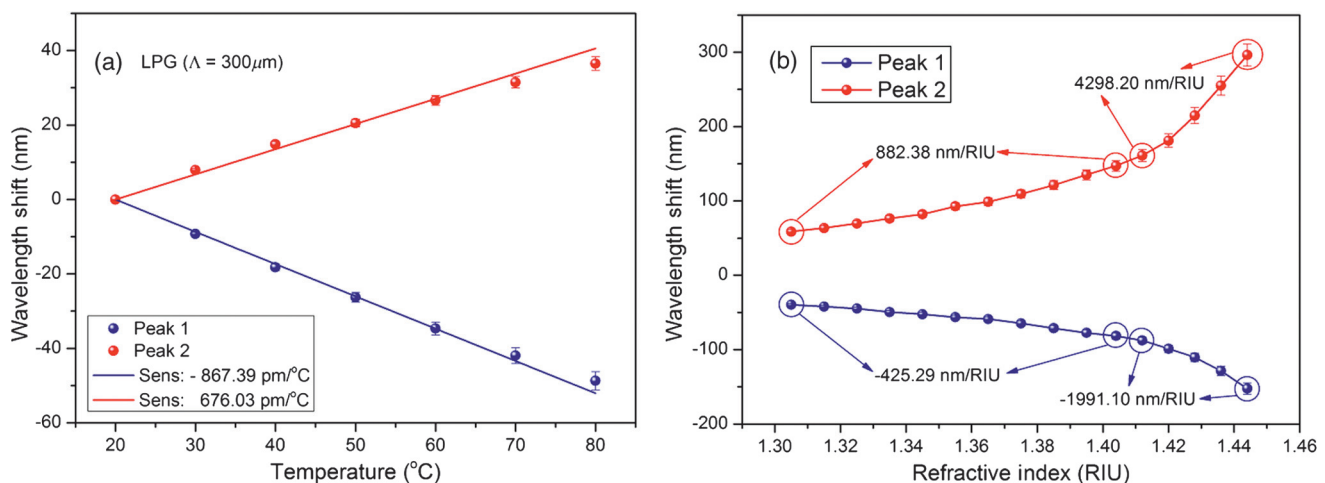 (a)
LPG (Λ = 300μm)
Wavelength shift (nm)
40
20
0
-20
-40
-60
Peak 1
Peak 2
Sens: - 867.39 pm/°C
Sens: 676.03 pm/°C
20
30
40
50
60
70
80
Temperature (°C)
(b)
Peak 1
Peak 2
Wavelength shift (nm)
300
200
100
0
-100
-200
4298.20 nm/RIU
882.38 nm/RIU
-425.29 nm/RIU
-1991.10 nm/RIU
1.30
1.32
1.34
1.36
1.38
1.40
1.42
1.44
1.46
Refractive index (RIU)